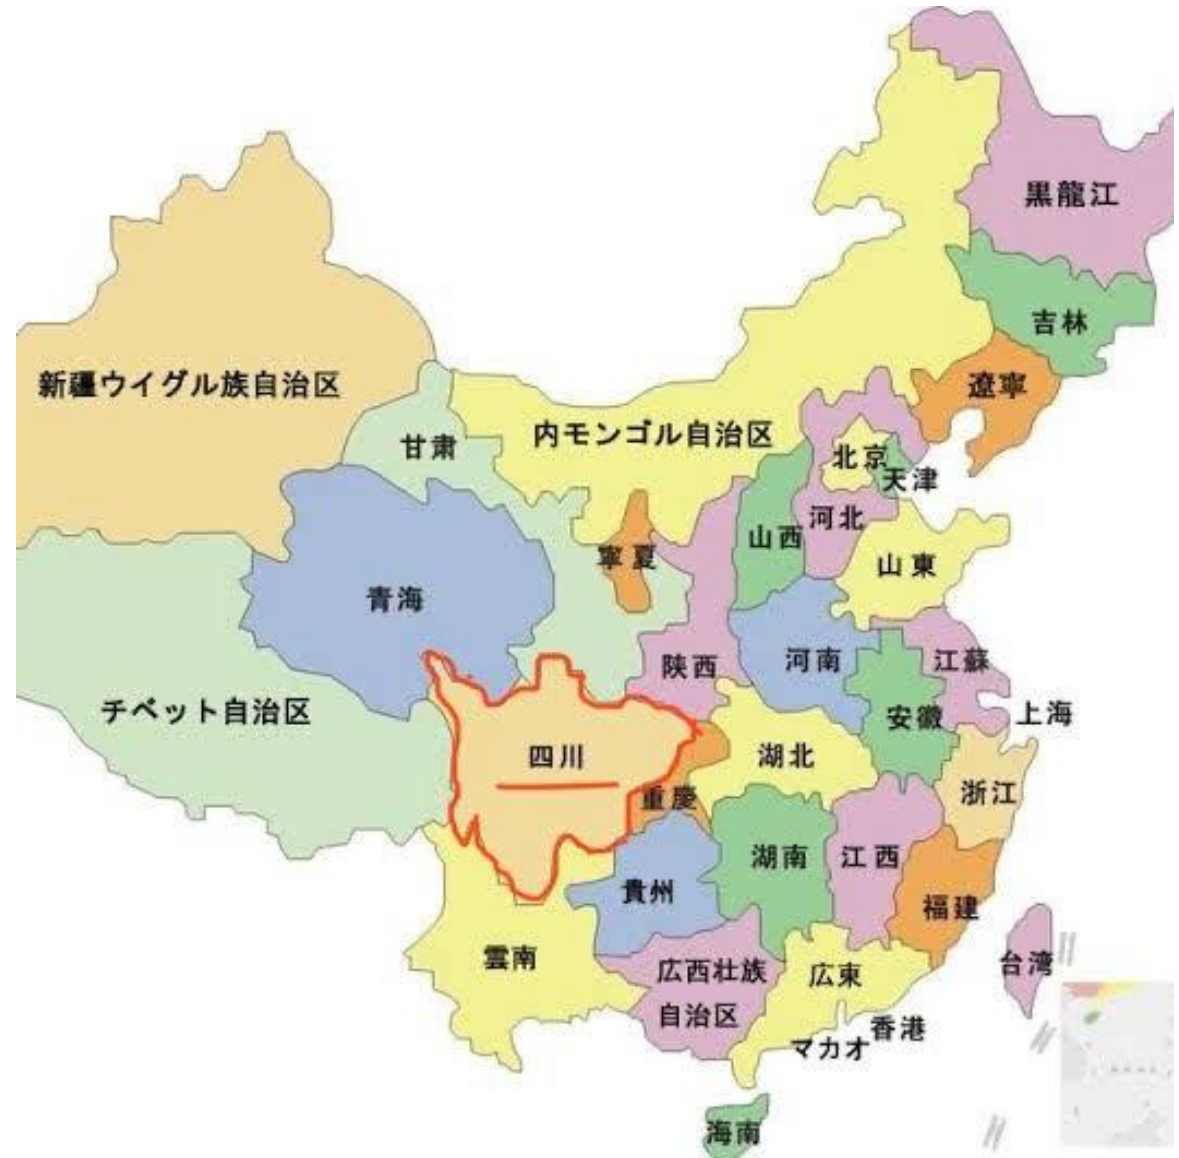 黒龍江
吉林
遼寧
新疆ウイグル族自治区
内モンゴル自治区
甘粛
北京
天津
河北
山西
寧夏
山東
青海
陝西
河南
江蘇
チベット自治区
安徽
上海
四川
湖北
重慶
浙江
湖南
江西
貴州
福建
雲南
広西壮族
自治区
広東
台湾
香港
マカオ
海南